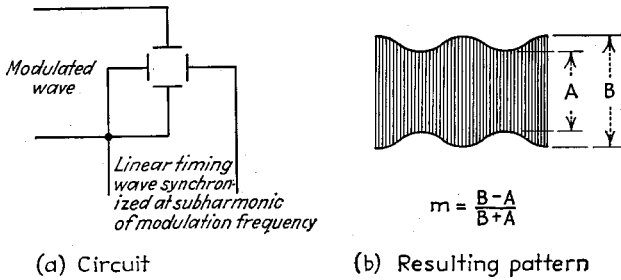 Modulated
wave
Linear timing
wave synchron-
ized at subharmonic
of modulation frequency
(a) Circuit
A
B
m = B-A
B+A
(b) Resulting pattern